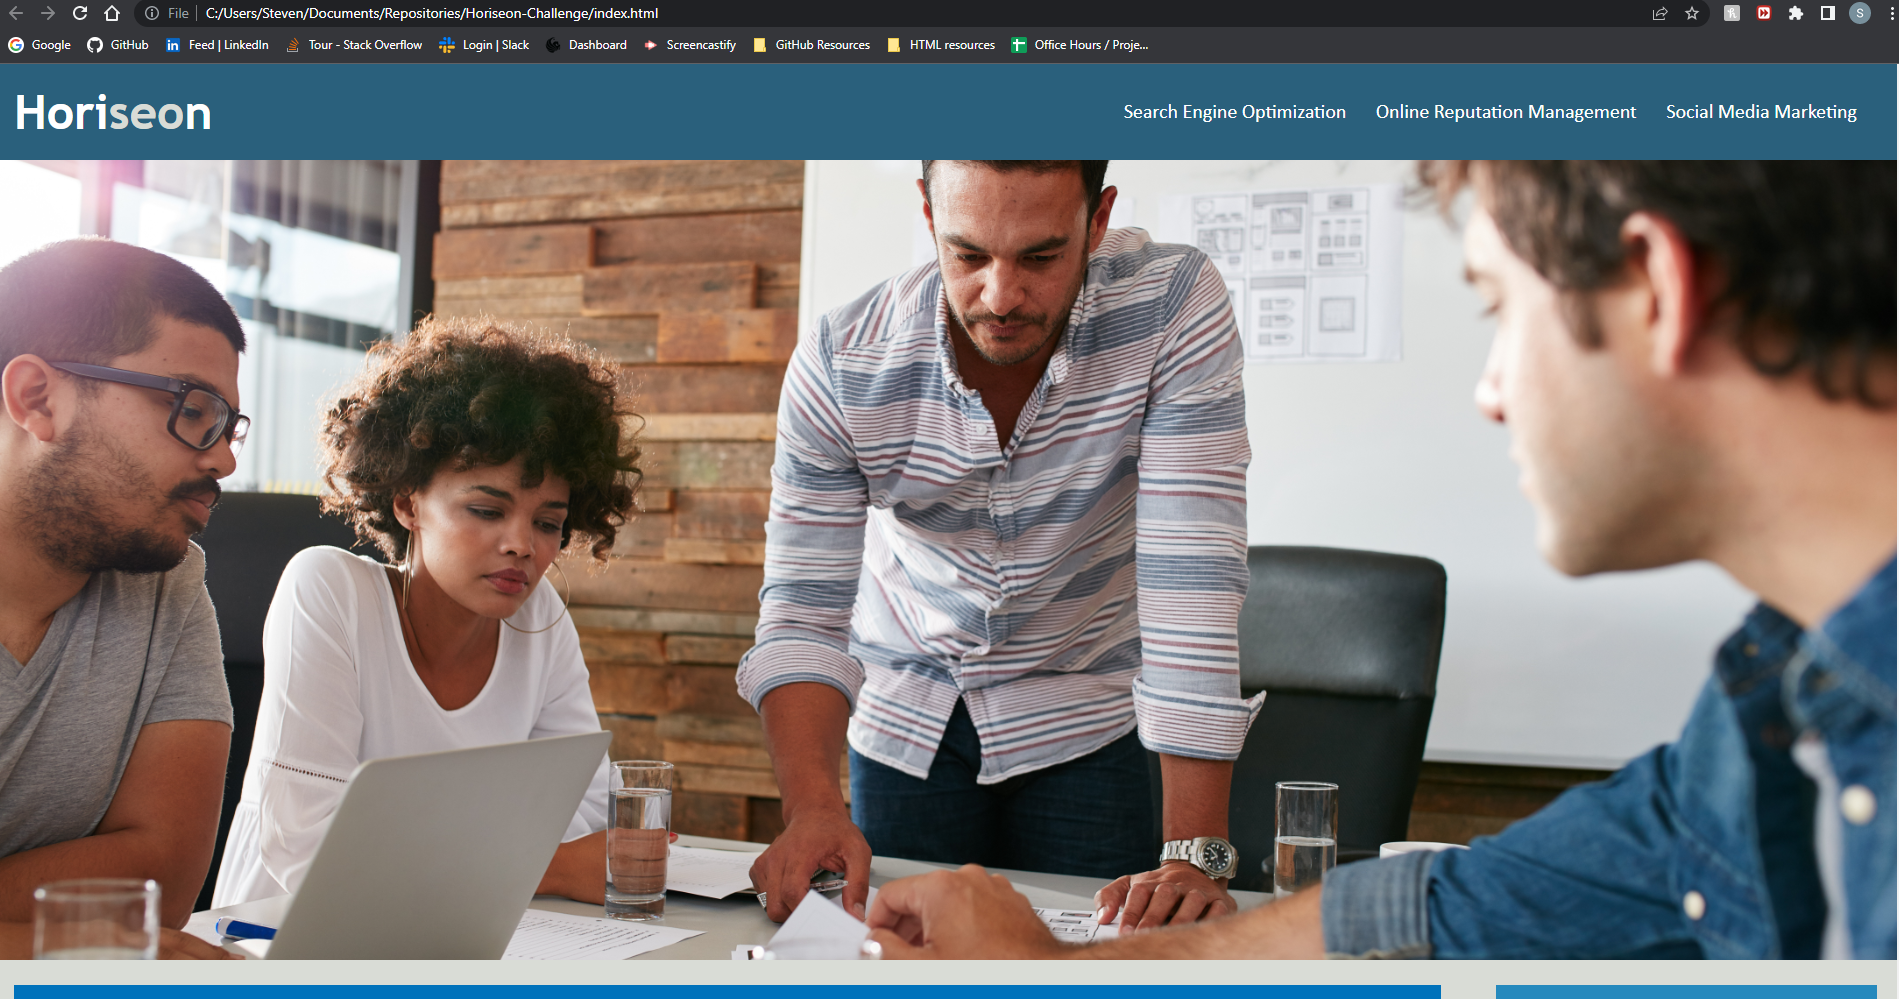 File
C:/Users/Steven/Documents/Repositories/Horiseon-Challenge/index.html
S
Google
GitHub
Feed | LinkedIn
Tour - Stack Overflow
Login | Slack
Dashboard
Screencastify
GitHub Resources
HTML resources
Office Hours / Proje...
Horiseon
Search Engine Optimization
Online Reputation Management
Social Media Marketing